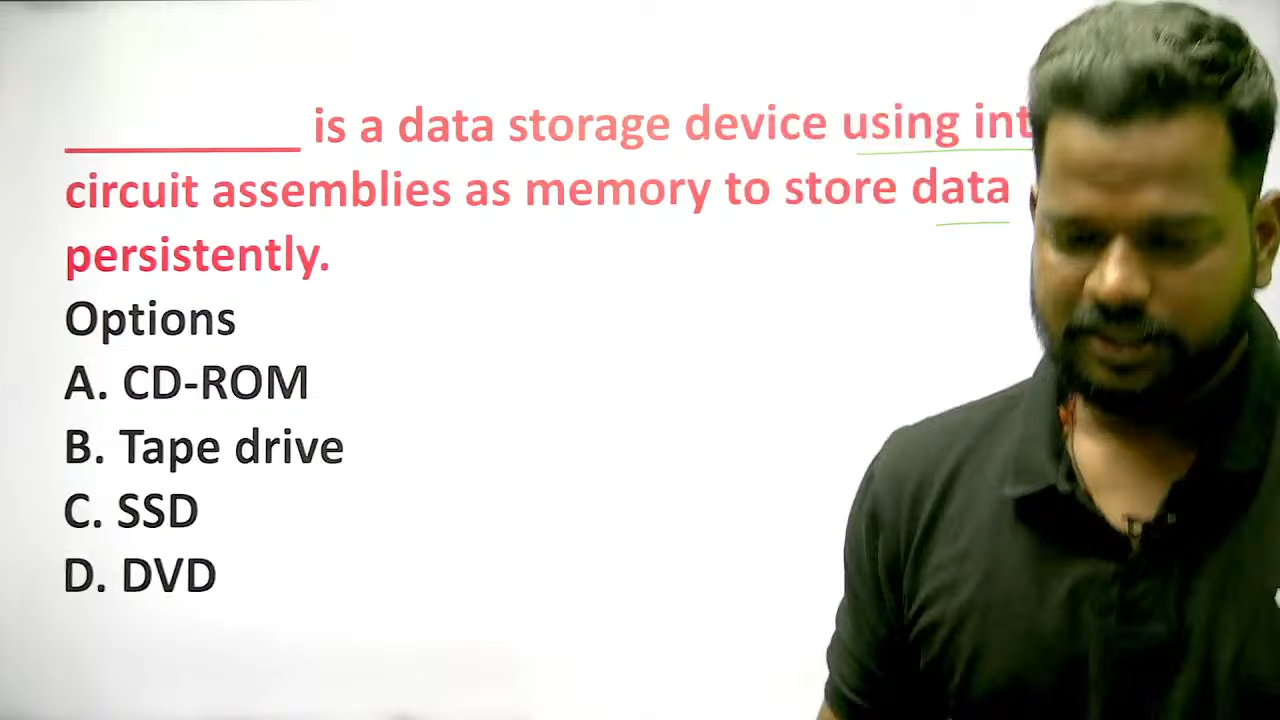 __________ is a data storage device using int
circuit assemblies as memory to store data
persistently.
Options
A. CD-ROM
B. Tape drive
C. SSD
D. DVD